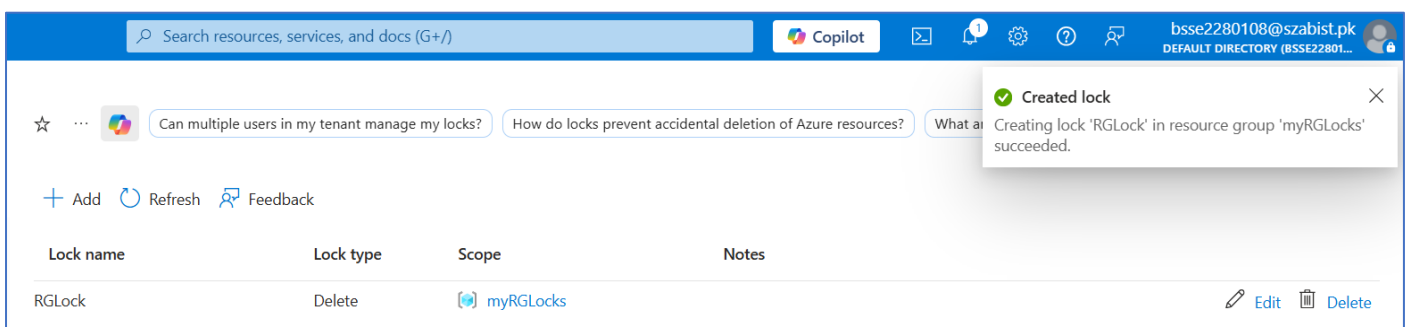 Search resources, services, and docs (G+/)
Copilot
1
bsse2280108@szabist.pk
DEFAULT DIRECTORY (BSSE22801...
Created lock
Creating lock 'RGLock' in resource group 'myRGLocks'
succeeded.
Can multiple users in my tenant manage my locks?
How do locks prevent accidental deletion of Azure resources?
What
Add Refresh Feedback
Lock name Lock type Scope Notes
RGLock Delete myRGLocks Edit Delete